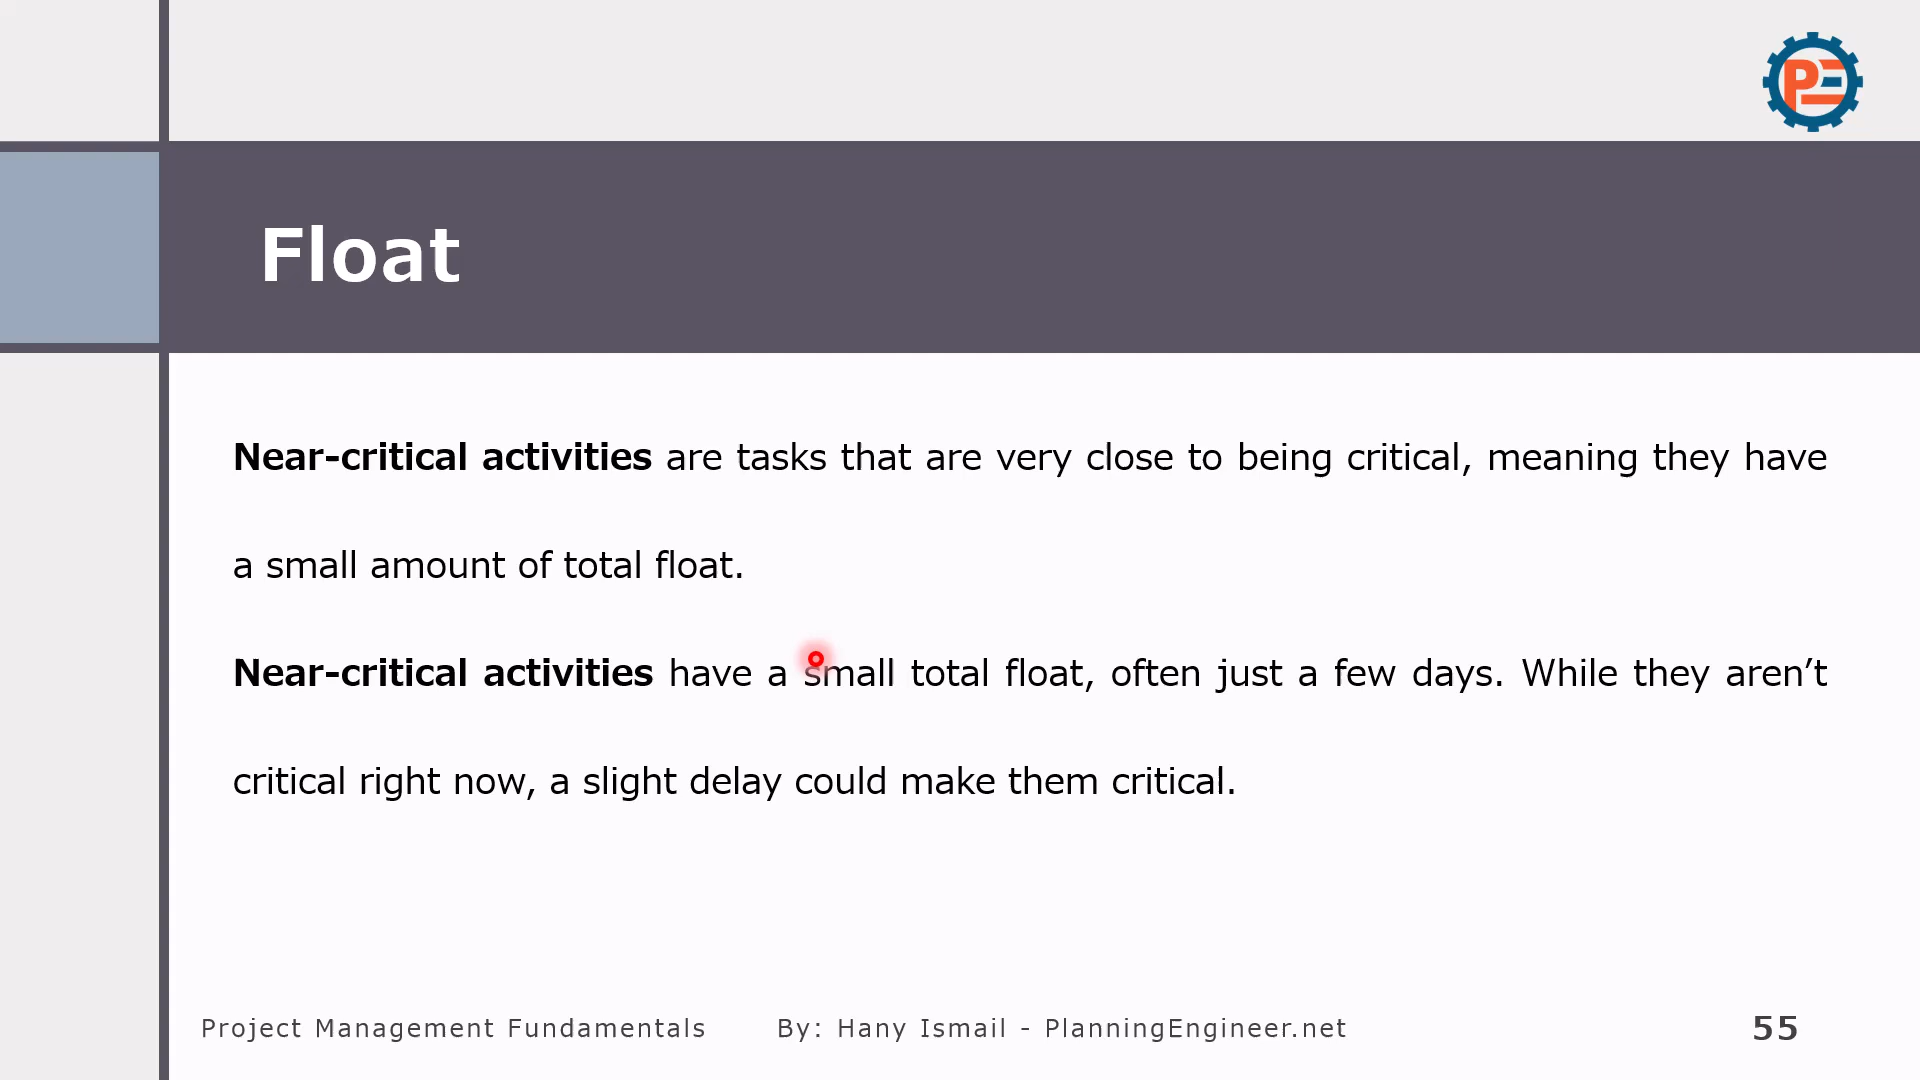 PE
Float
Near-critical activities are tasks that are very close to being critical, meaning they have
a small amount of total float.
Near-critical activities have a small total float, often just a few days. While they aren’t
critical right now, a slight delay could make them critical.
Project Management Fundamentals By: Hany Ismail - PlanningEngineer.net 55